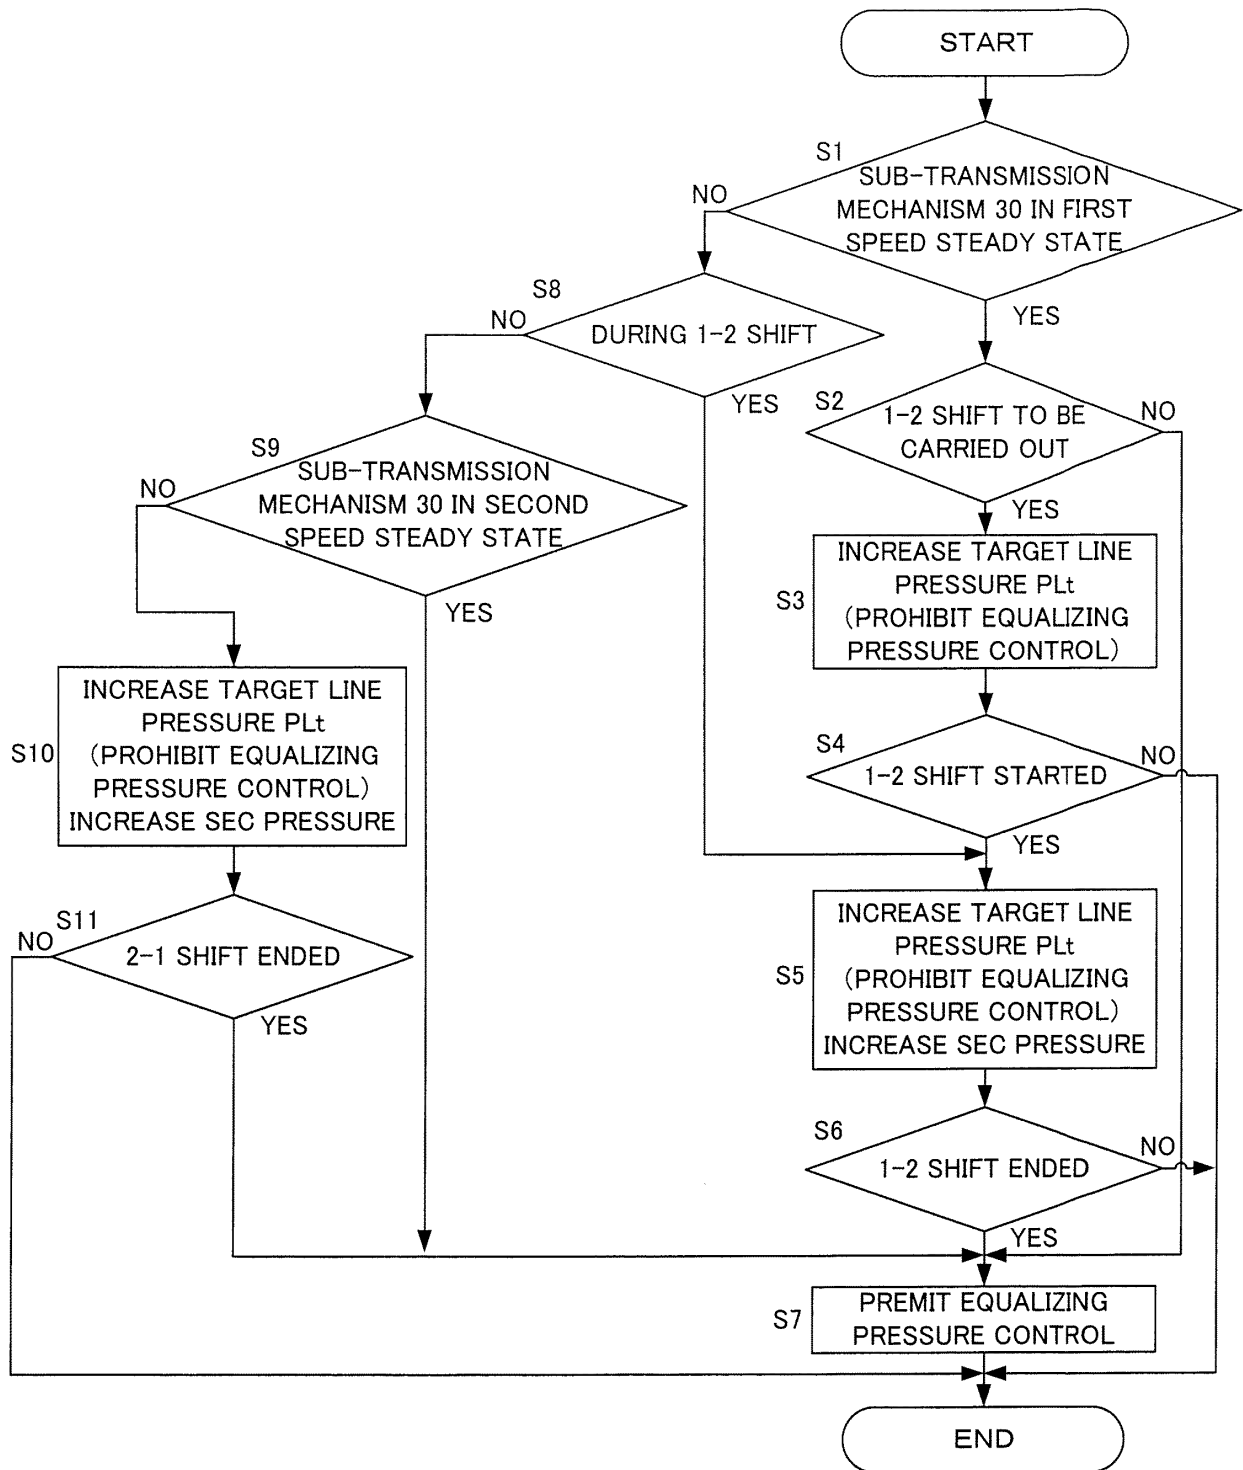 START
S1
SUB-TRANSMISSION
MECHANISM 30 IN FIRST
SPEED STEADY STATE
NO
YES
S8
DURING 1-2 SHIFT
NO
YES
S2
1-2 SHIFT TO BE
CARRIED OUT
NO
YES
S9
SUB-TRANSMISSION
MECHANISM 30 IN SECOND
SPEED STEADY STATE
NO
YES
S3
INCREASE TARGET LINE
PRESSURE PLt
(PROHIBIT EQUALIZING
PRESSURE CONTROL)
S10
INCREASE TARGET LINE
PRESSURE PLt
(PROHIBIT EQUALIZING
PRESSURE CONTROL)
INCREASE SEC PRESSURE
S4
1-2 SHIFT STARTED
NO
YES
S11
2-1 SHIFT ENDED
NO
YES
S5
INCREASE TARGET LINE
PRESSURE PLt
(PROHIBIT EQUALIZING
PRESSURE CONTROL)
INCREASE SEC PRESSURE
S6
1-2 SHIFT ENDED
NO
YES
S7
PREMIT EQUALIZING
PRESSURE CONTROL
END